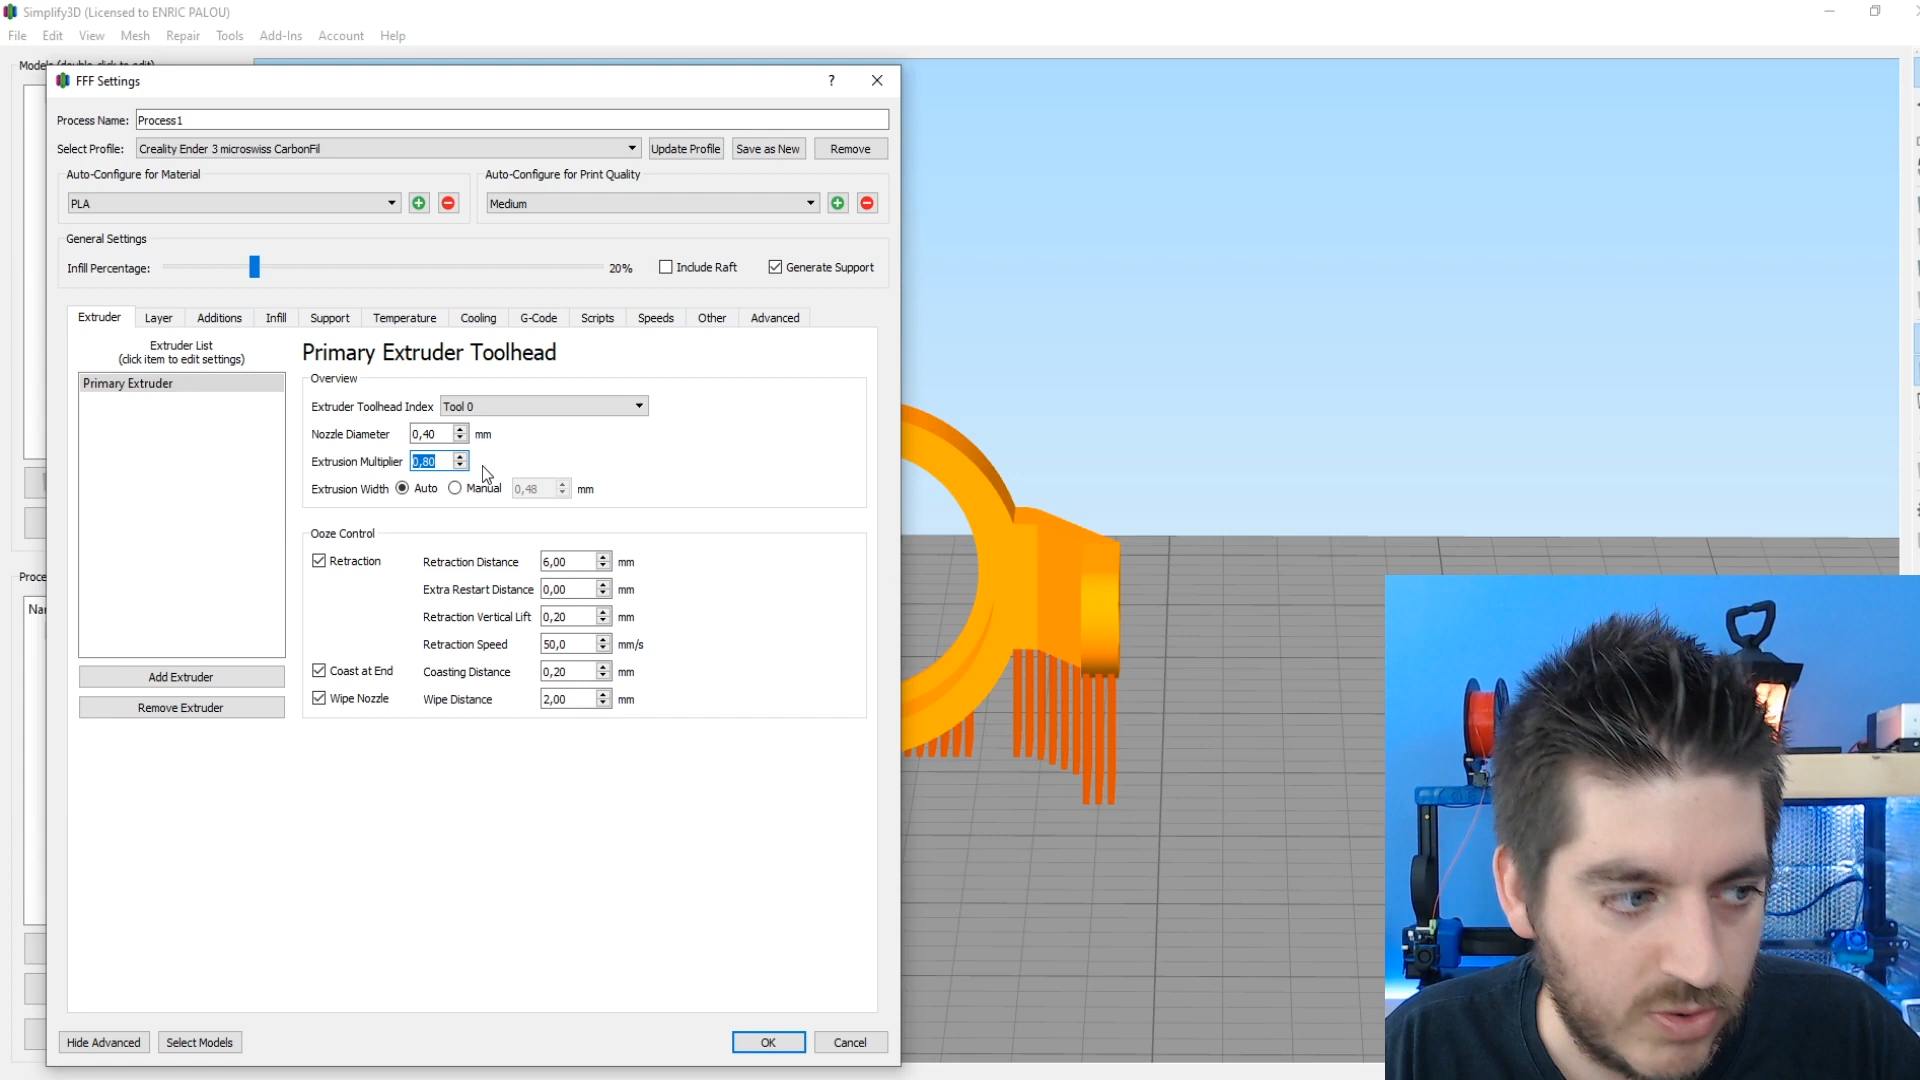 Simplify3D (Licensed to ENRIC PALOU)
File Edit View Mesh Repair Tools Add-Ins Account Help
FFF Settings ?
Process Name: Process1
Select Profile: Creality Ender 3 microswiss CarbonFil Update Profile Save as New Remove
Auto-Configure for Material Auto-Configure for Print Quality
PLA Medium
General Settings
Infill Percentage: 20% Include Raft Generate Support
Extruder Layer Additions Infill Support Temperature Cooling G-Code Scripts Speeds Other Advanced
Extruder List
(click item to edit settings)
Primary Extruder
Add Extruder
Remove Extruder
Primary Extruder Toolhead
Overview
Extruder Toolhead Index Tool 0
Nozzle Diameter 0,40 mm
Extrusion Multiplier 0,80
Extrusion Width Auto Manual 0,48 mm
Ooze Control
Retraction Retraction Distance 6,00 mm
Extra Restart Distance 0,00 mm
Retraction Vertical Lift 0,20 mm
Retraction Speed 50,0 mm/s
Coast at End Coasting Distance 0,20 mm
Wipe Nozzle Wipe Distance 2,00 mm
Hide Advanced Select Models OK Cancel